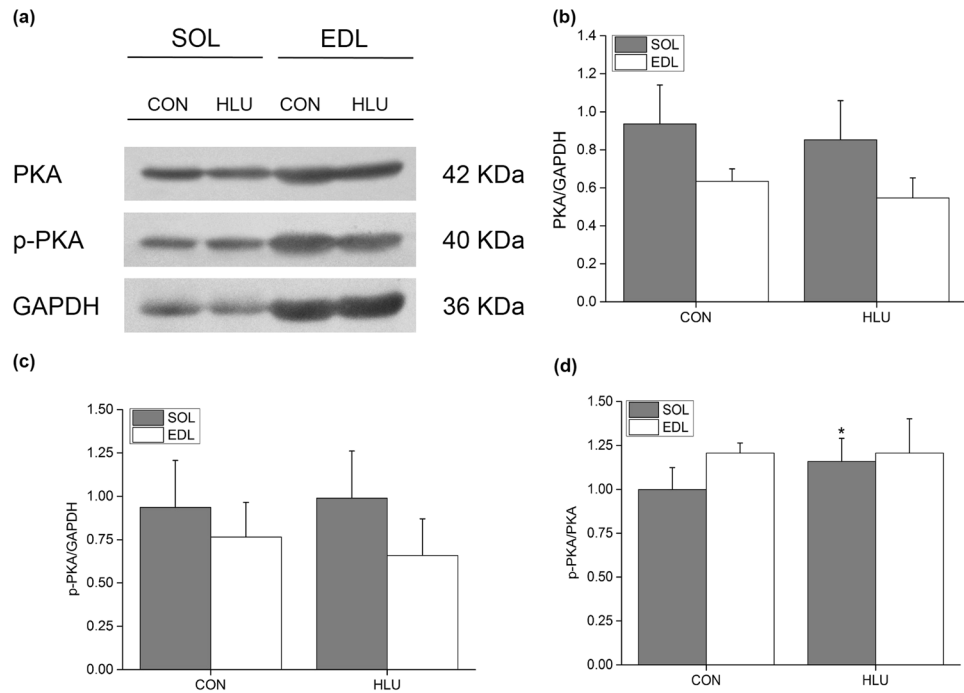 (a)
SOL EDL
CON HLU CON HLU
PKA 42 KDa
p-PKA 40 KDa
GAPDH 36 KDa
(b)
1.4
1.2
1.0
0.8
0.6
0.4
0.2
0.0
PKA/GAPDH
SOL
EDL
CON HLU
(c)
1.50
1.25
1.00
0.75
0.50
0.25
0.00
p-PKA/GAPDH
SOL
EDL
CON HLU
(d)
1.50
1.25
1.00
0.75
0.50
0.25
0.00
p-PKA/PKA
SOL
EDL
*
CON HLU